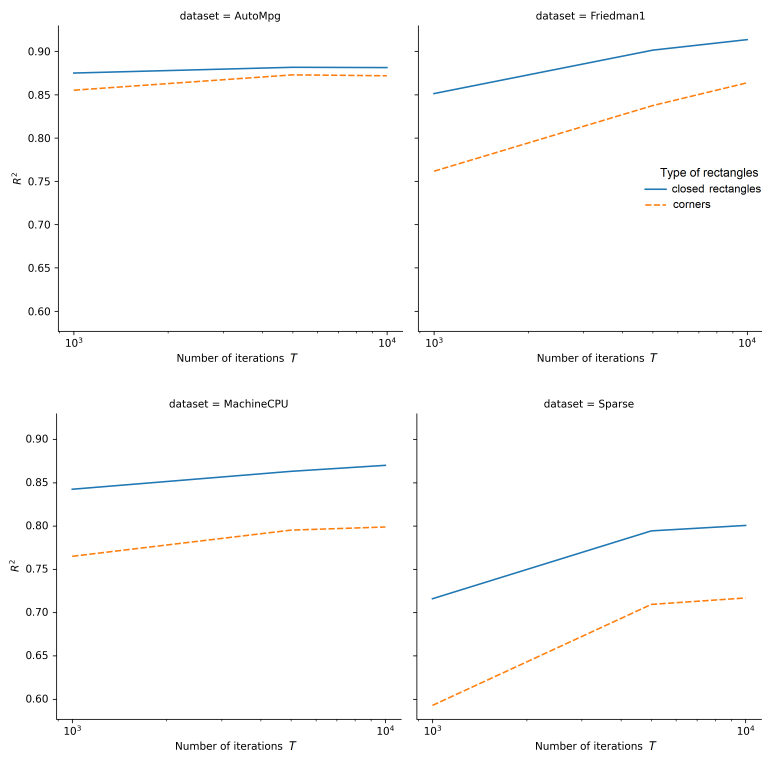 dataset = AutoMpg
dataset = Friedman1
0.90
0.85
0.80
0.75
0.70
0.65
0.60
R²
10³
10⁴
Number of iterations T
10³
10⁴
Number of iterations T
Type of rectangles
closed rectangles
corners
dataset = MachineCPU
dataset = Sparse
0.90
0.85
0.80
0.75
0.70
0.65
0.60
R²
10³
10⁴
Number of iterations T
10³
10⁴
Number of iterations T